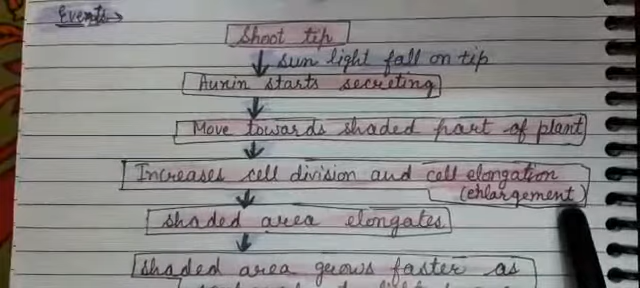 Events→
Shoot tip
sun light fall on tip
Auxin starts secreting
Move towards shaded part of plant
Increases cell division and cell elongation
(enlargement)
shaded area elongates
shaded area grows faster as